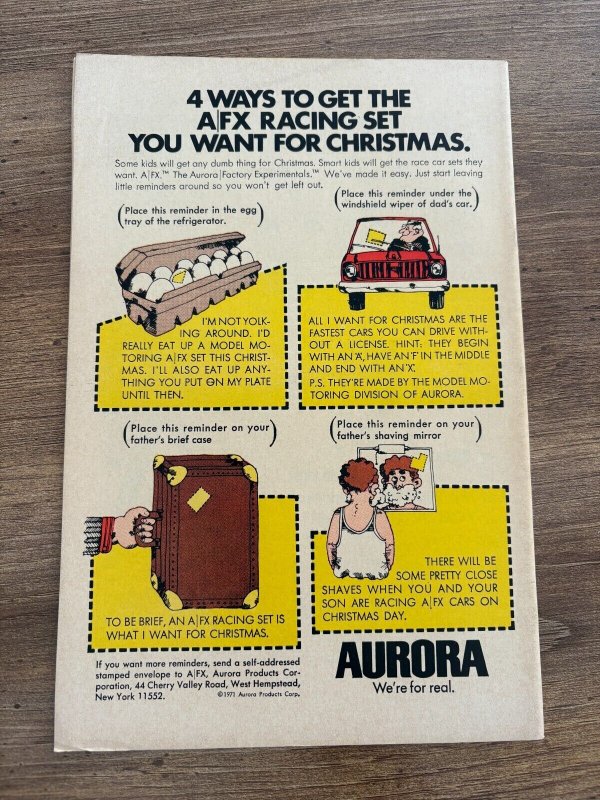 4 WAYS TO GET THE
A|FX RACING SET
YOU WANT FOR CHRISTMAS.
Some kids will get any dumb thing for Christmas. Smart kids will get the race car sets they
want. A|FX.™ The Aurora|Factory Experimentals.™ We've made it easy. Just start leaving
little reminders around so you won't get left out.
(Place this reminder in the egg
tray of the refrigerator.)
I'M NOT YOLK-
ING AROUND. I'D
REALLY EAT UP A MODEL MO-
TORING A|FX SET THIS CHRIST-
MAS. I'LL ALSO EAT UP ANY-
THING YOU PUT ON MY PLATE
UNTIL THEN.
(Place this reminder under the
windshield wiper of dad's car.)
ALL I WANT FOR CHRISTMAS ARE THE
FASTEST CARS YOU CAN DRIVE WITH-
OUT A LICENSE. HINT: THEY BEGIN
WITH AN 'A', HAVE AN 'F' IN THE MIDDLE
AND END WITH AN 'X'.
P.S. THEY'RE MADE BY THE MODEL MO-
TORING DIVISION OF AURORA.
(Place this reminder on your
father's brief case)
TO BE BRIEF, AN A|FX RACING SET IS
WHAT I WANT FOR CHRISTMAS.
(Place this reminder on your
father's shaving mirror)
THERE WILL BE
SOME PRETTY CLOSE
SHAVES WHEN YOU AND YOUR
SON ARE RACING A|FX CARS ON
CHRISTMAS DAY.
If you want more reminders, send a self-addressed
stamped envelope to A|FX, Aurora Products Cor-
poration, 44 Cherry Valley Road, West Hempstead,
New York 11552.
©1971 Aurora Products Corp.
AURORA
We're for real.